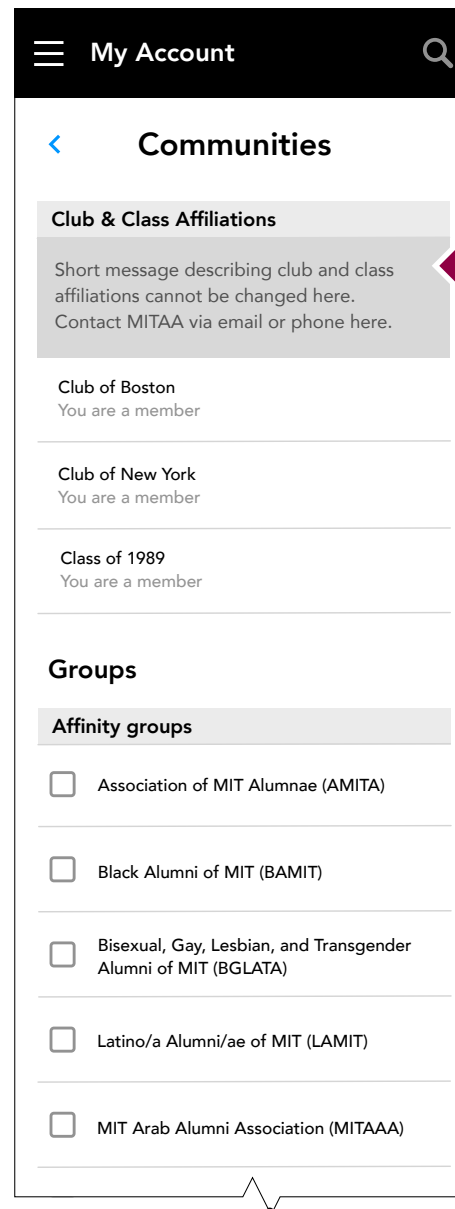 My Account
Communities
Club & Class Affiliations
Short message describing club and class
affiliations cannot be changed here.
Contact MITAA via email or phone here.
Club of Boston
You are a member
Club of New York
You are a member
Class of 1989
You are a member
Groups
Affinity groups
Association of MIT Alumnae (AMITA)
Black Alumni of MIT (BAMIT)
Bisexual, Gay, Lesbian, and Transgender
Alumni of MIT (BGLATA)
Latino/a Alumni/ae of MIT (LAMIT)
MIT Arab Alumni Association (MITAAA)